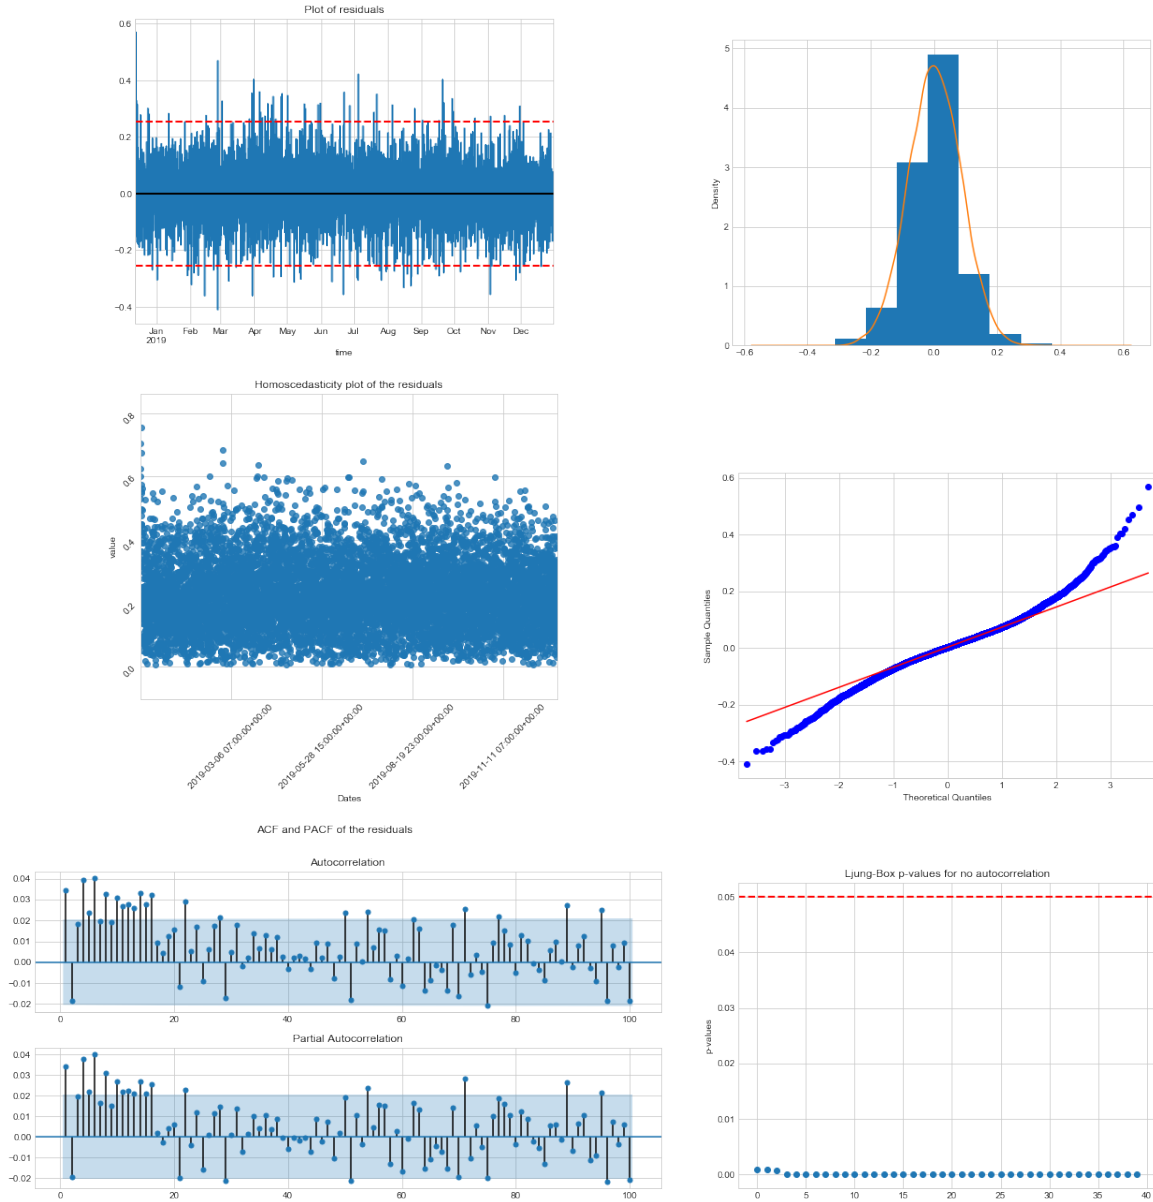 Plot of residuals
0.6
0.4
0.2
0.0
−0.2
−0.4
Jan Feb Mar Apr May Jun Jul Aug Sep Oct Nov Dec
2019
time
5
4
3
2
1
0
Density
−0.6 −0.4 −0.2 0.0 0.2 0.4 0.6
Homoscedasticity plot of the residuals
0.8
0.6
0.4
0.2
0.0
value
2019-03-06 07:00:00+00:00
2019-05-28 15:00:00+00:00
2019-08-19 23:00:00+00:00
2019-11-11 07:00:00+00:00
Dates
0.6
0.4
0.2
0.0
−0.2
−0.4
Sample Quantiles
−3 −2 −1 0 1 2 3
Theoretical Quantiles
ACF and PACF of the residuals
Autocorrelation
0.04
0.03
0.02
0.01
0.00
−0.01
−0.02
0 20 40 60 80 100
Partial Autocorrelation
0.04
0.03
0.02
0.01
0.00
−0.01
−0.02
0 20 40 60 80 100
Ljung-Box p-values for no autocorrelation
0.05
0.04
0.03
0.02
0.01
0.00
p-values
0 5 10 15 20 25 30 35 40